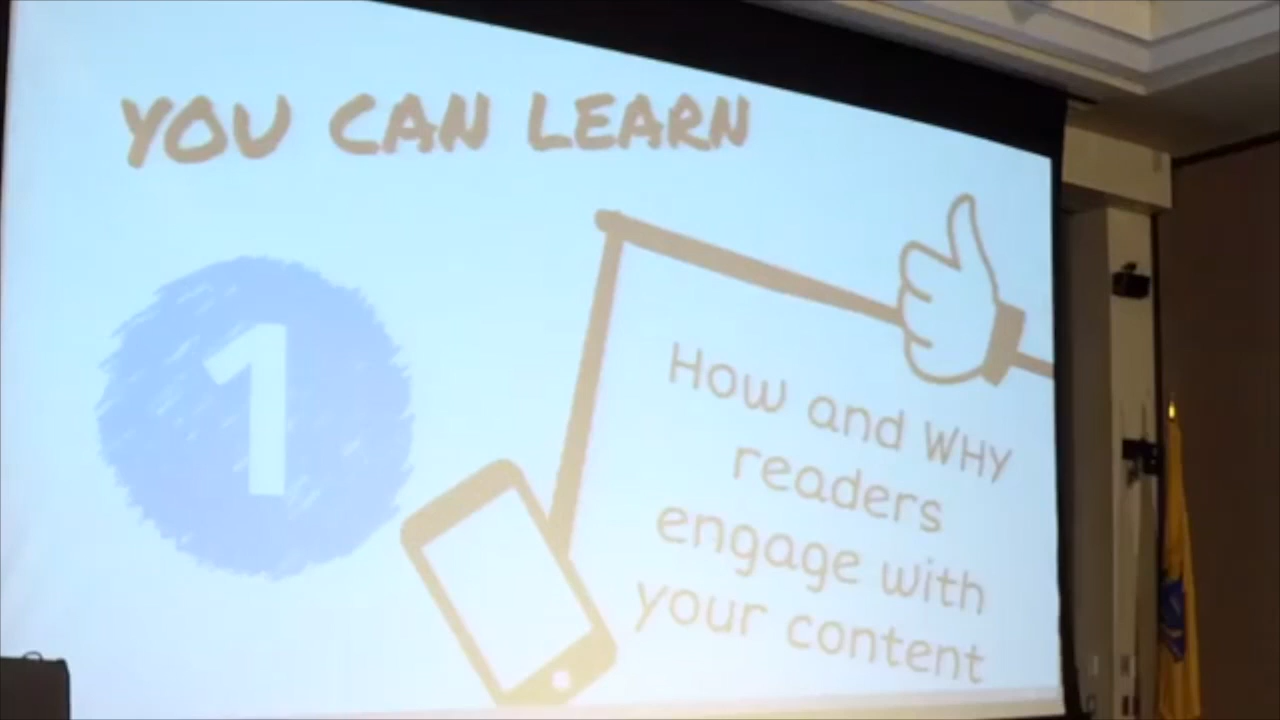 YOU CAN LEARN
1
How and WHY
readers
engage with
your content